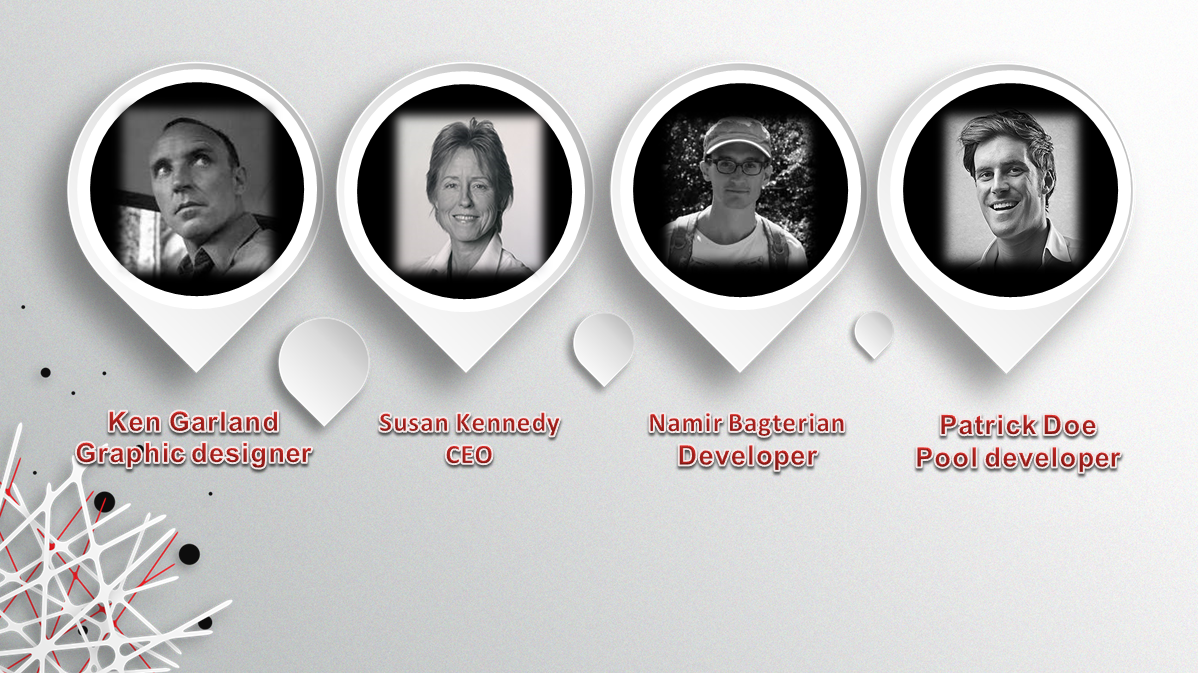 Ken Garland
Graphic designer
Susan Kennedy
CEO
Namir Bagterian
Developer
Patrick Doe
Pool developer